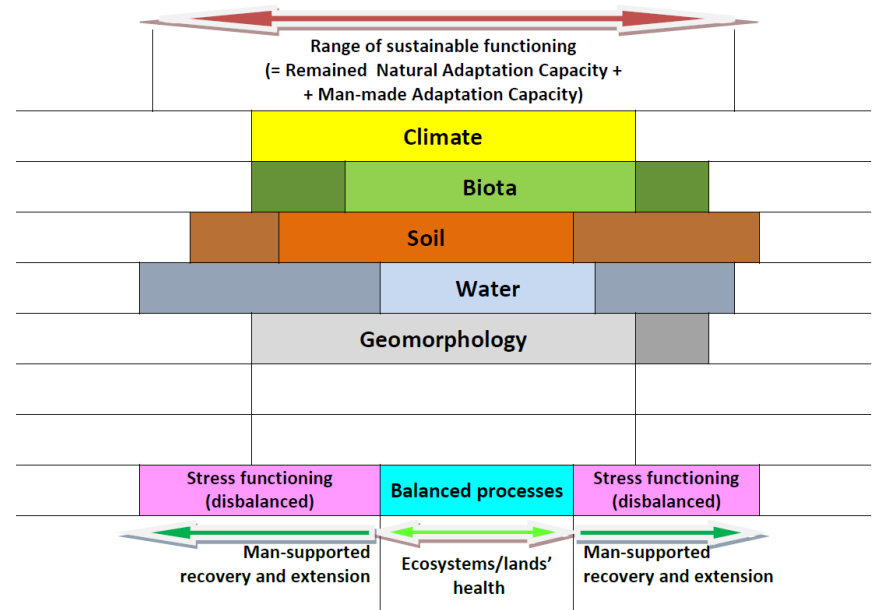 Range of sustainable functioning
(= Remained Natural Adaptation Capacity +
+ Man-made Adaptation Capacity)
Climate
Biota
Soil
Water
Geomorphology
Stress functioning
(disbalanced)
Balanced processes
Stress functioning
(disbalanced)
Man-supported
recovery and extension
Ecosystems/lands'
health
Man-supported
recovery and extension